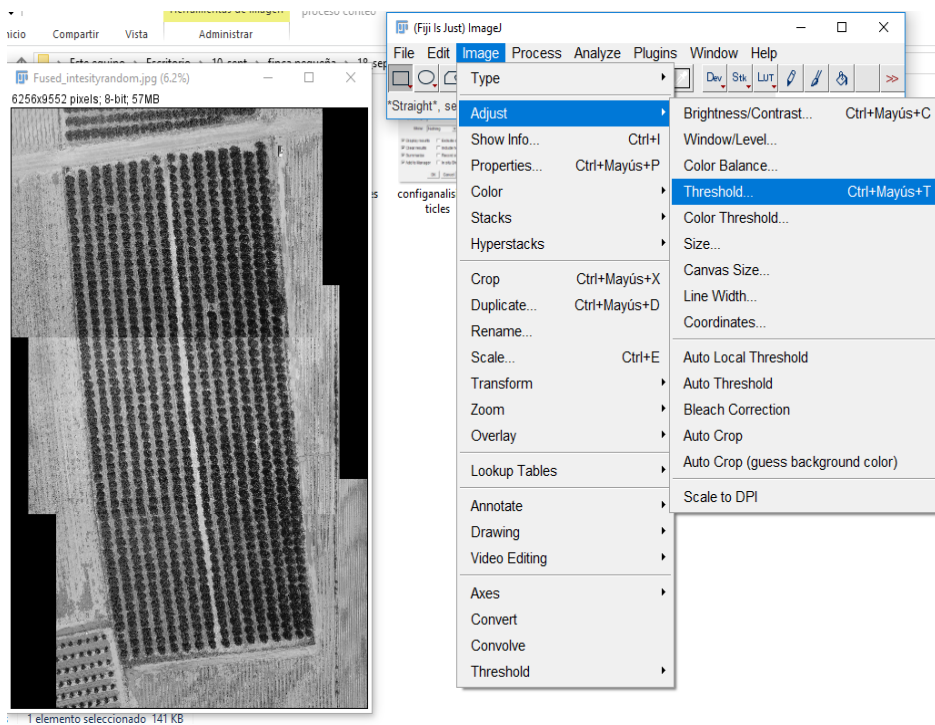 Administrar
Compartir
Vista
Fused_intesityrandom.jpg (6.2%)
6256x9552 pixels; 8-bit; 57MB
(Fiji Is Just) ImageJ
File Edit Image Process Analyze Plugins Window Help
Dev Stk LUT >>
*Straight*, se
configanalis
ticles
Type
Adjust
Show Info... Ctrl+I
Properties... Ctrl+Mayús+P
Color
Stacks
Hyperstacks
Crop Ctrl+Mayús+X
Duplicate... Ctrl+Mayús+D
Rename...
Scale... Ctrl+E
Transform
Zoom
Overlay
Lookup Tables
Annotate
Drawing
Video Editing
Axes
Convert
Convolve
Threshold
Brightness/Contrast... Ctrl+Mayús+C
Window/Level...
Color Balance...
Threshold... Ctrl+Mayús+T
Color Threshold...
Size...
Canvas Size...
Line Width...
Coordinates...
Auto Local Threshold
Auto Threshold
Bleach Correction
Auto Crop
Auto Crop (guess background color)
Scale to DPI
1 elemento seleccionado 141 KB